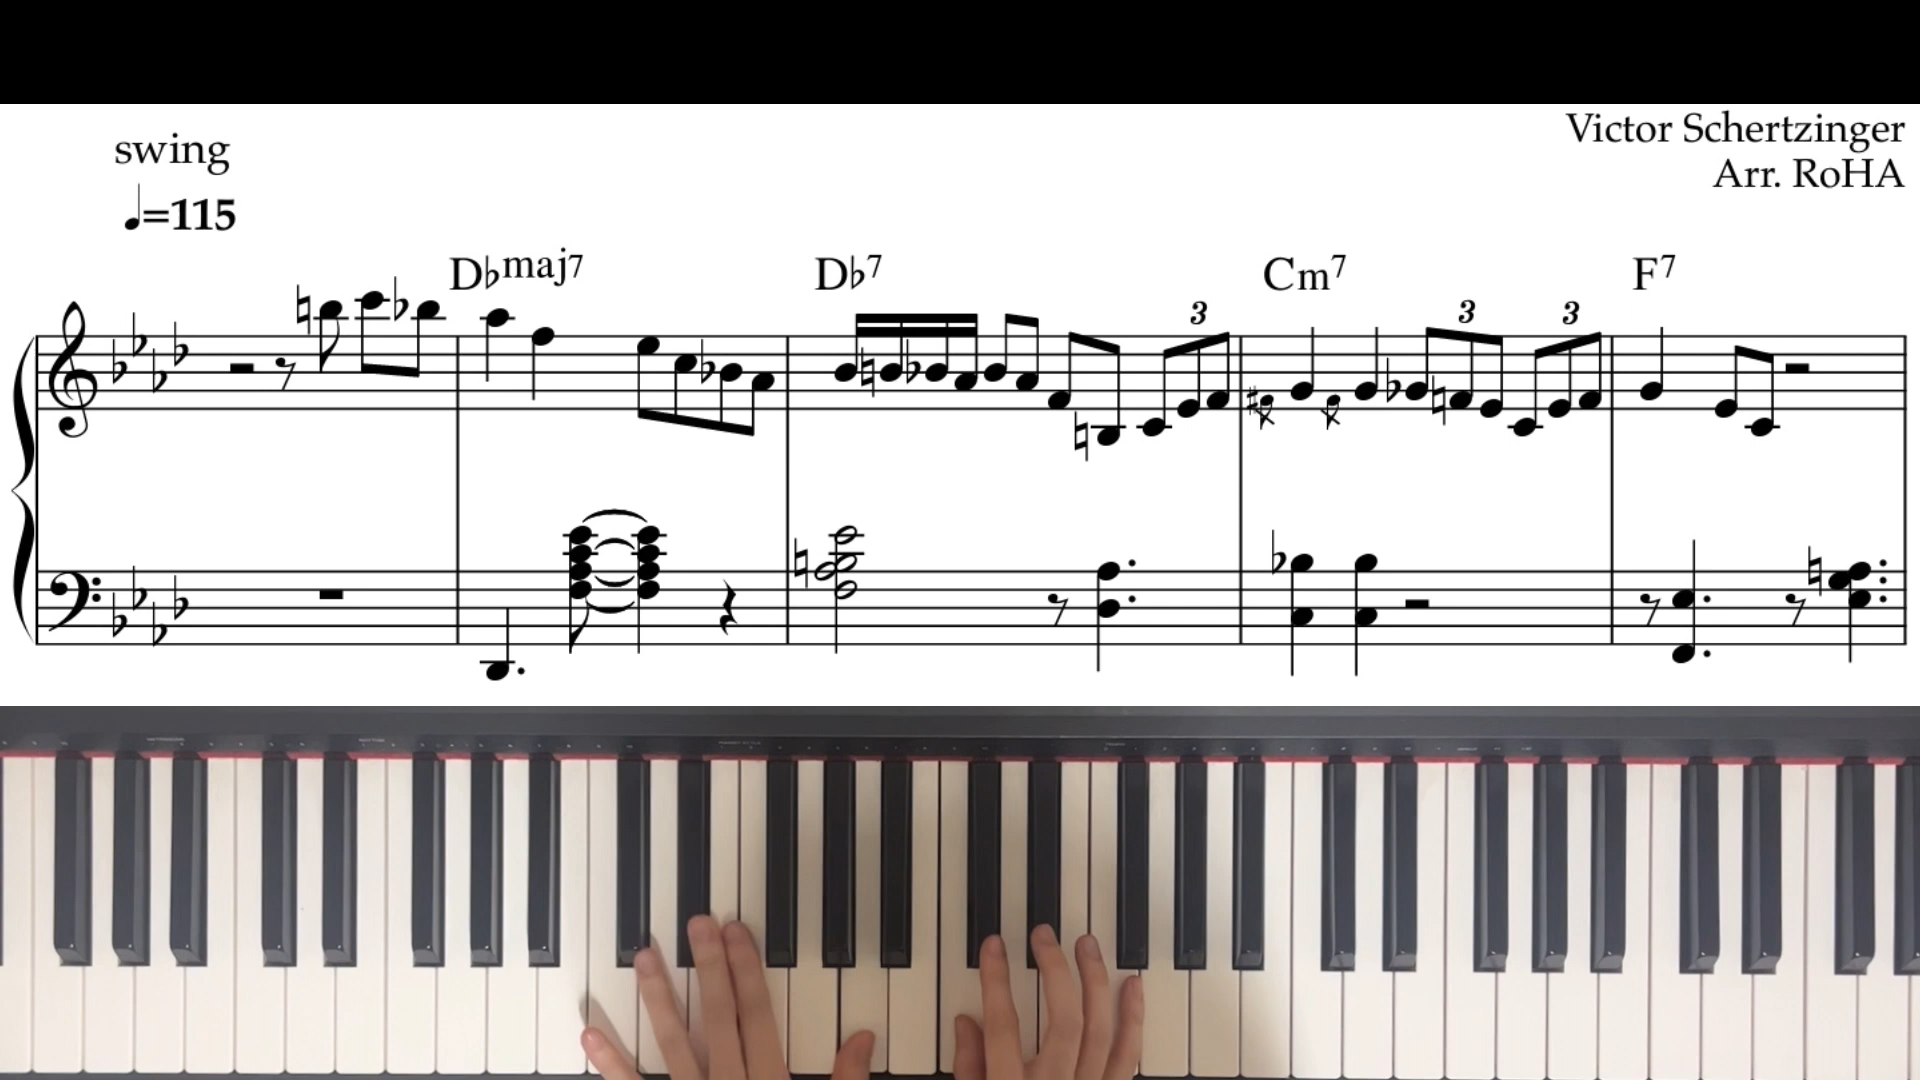 swing
Victor Schertzinger
♩=115
Arr. RoHA
D♭maj7 D♭7 Cm7 F7
3 3 3